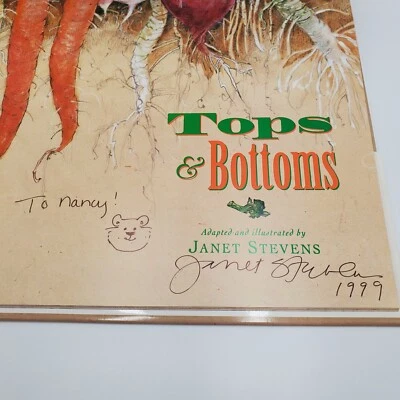 Tops
& Bottoms
To Nancy!
Adapted and illustrated by
JANET STEVENS
Janet Stevens
1999